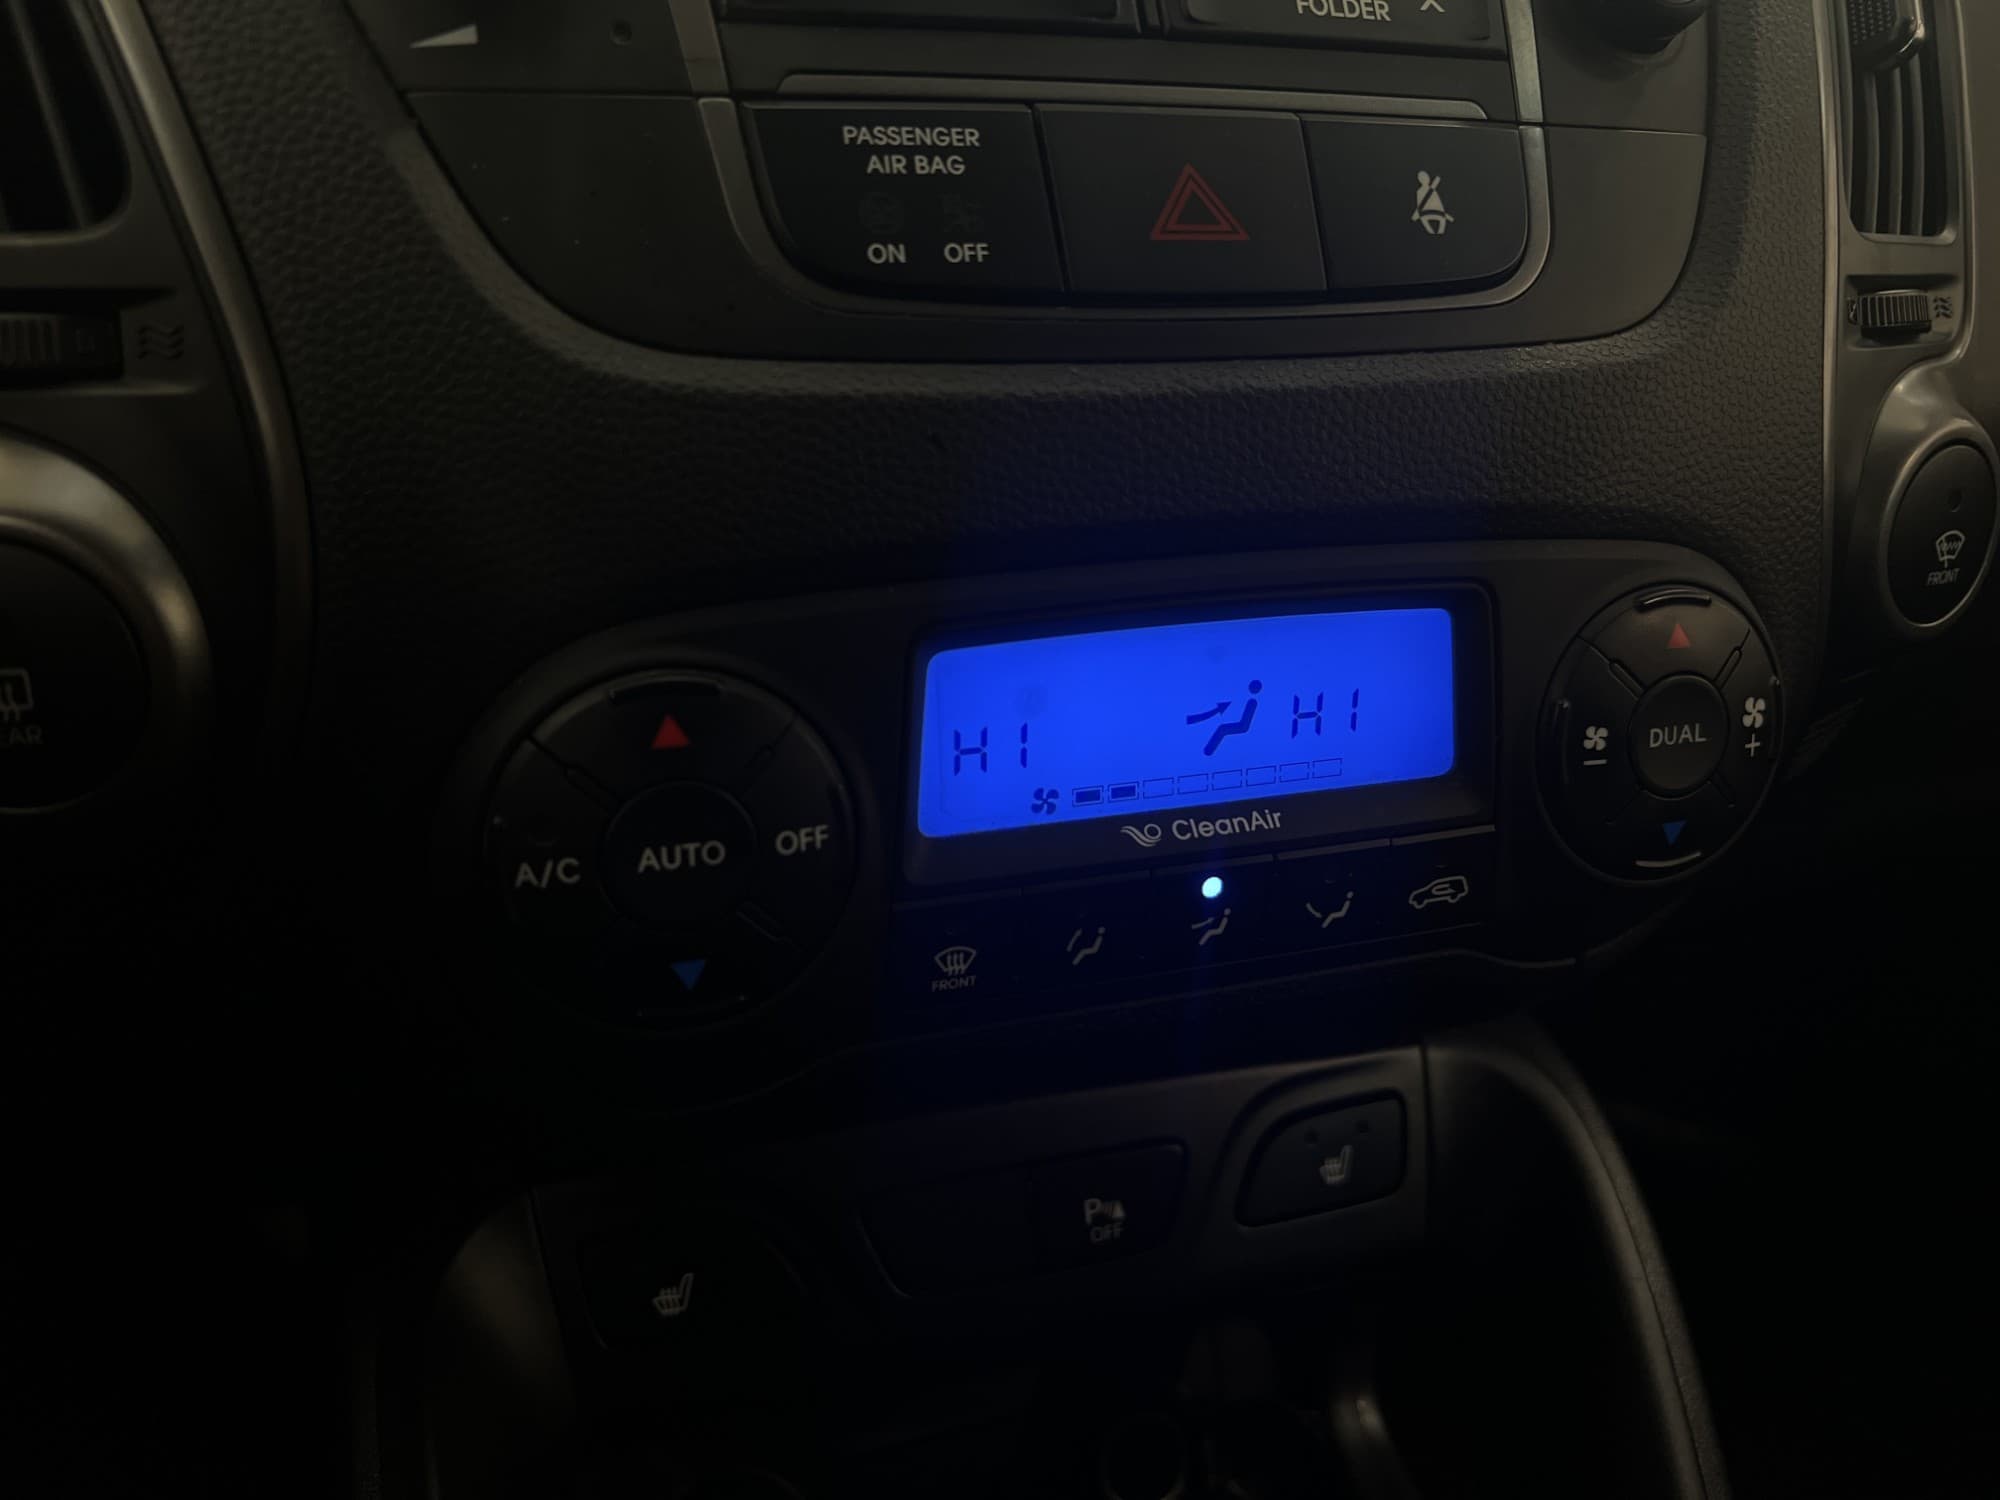 FOLDER
PASSENGER
AIR BAG
ON OFF
FRONT
HI HI
CleanAir
A/C AUTO OFF
DUAL
+
FRONT
P
OFF